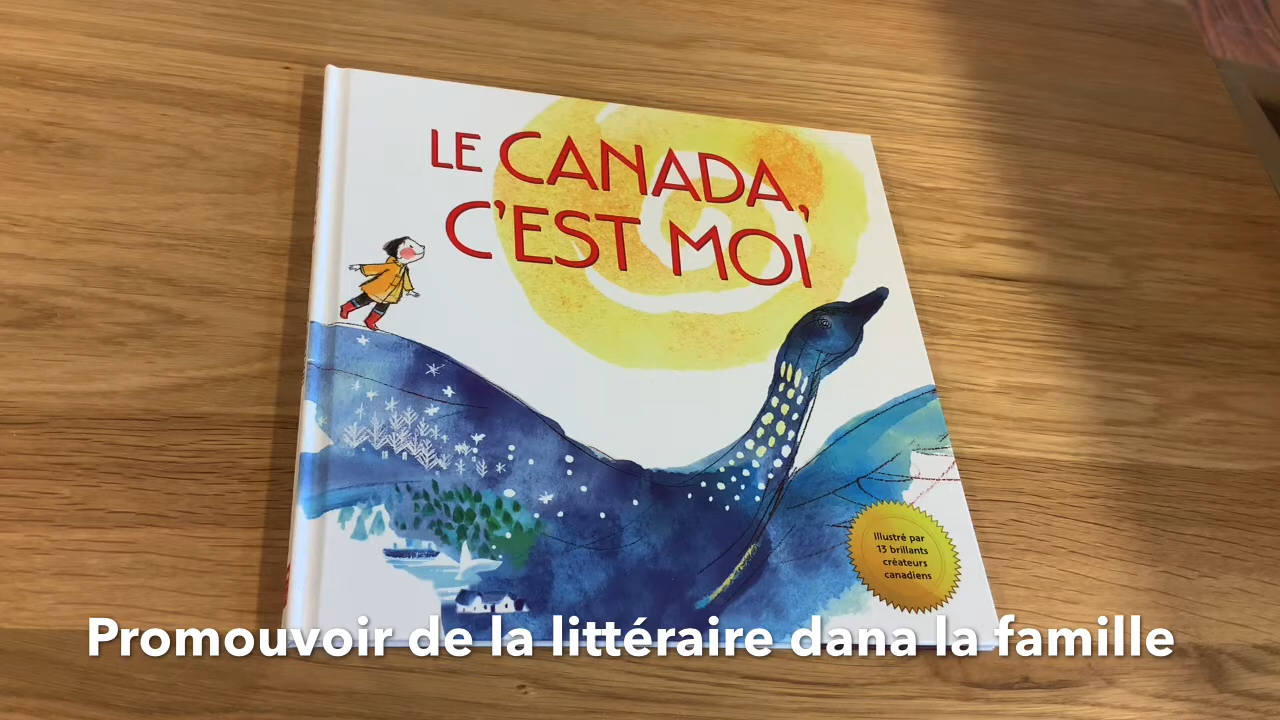 LE CANADA,
C'EST MOI
Illustré par
13 brillants
créateurs
canadiens
Promouvoir de la littéraire dana la famille